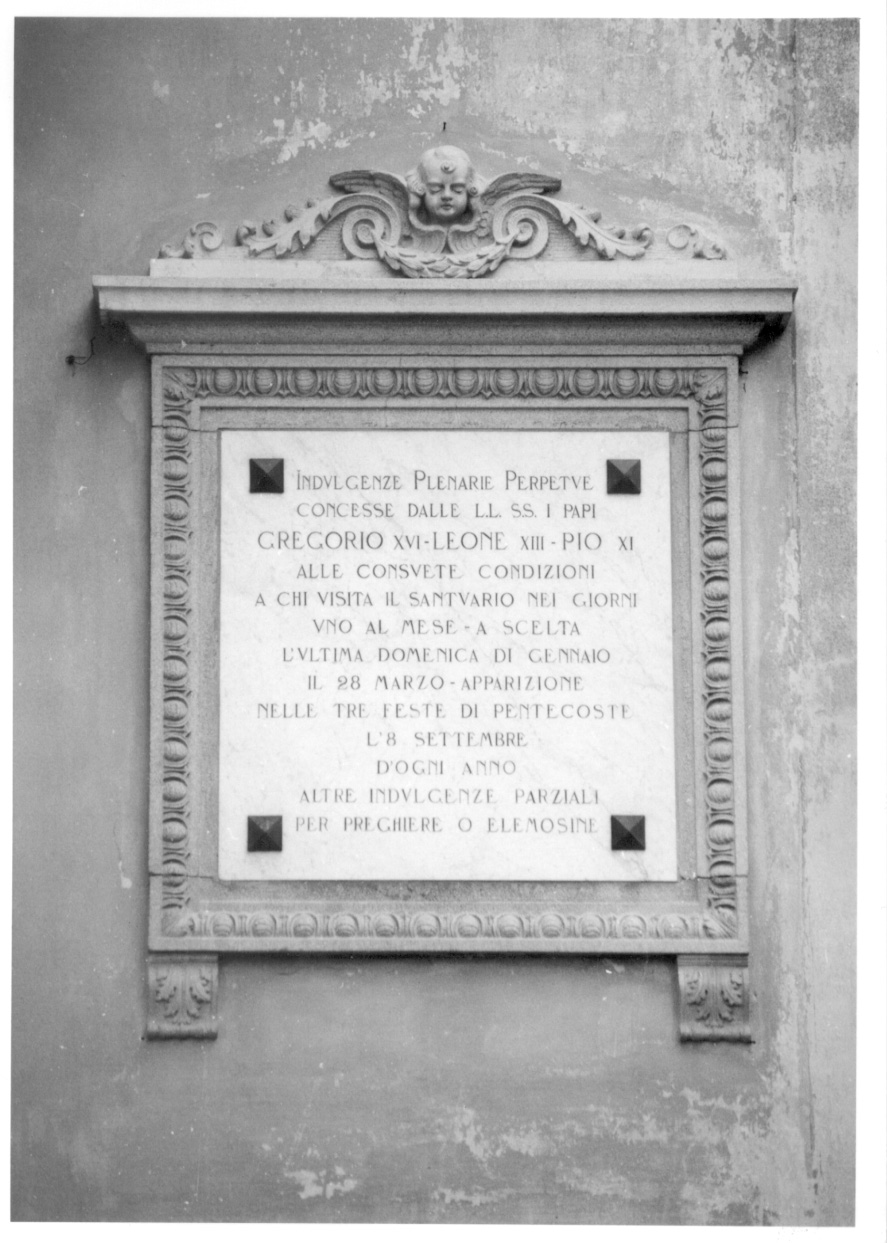 INDVLGENZE PLENARIE PERPETVE
CONCESSE DALLE L.L. S.S. I PAPI
GREGORIO XVI-LEONE XIII-PIO XI
ALLE CONSVETE CONDIZIONI
A CHI VISITA IL SANTVARIO NEI GIORNI
VNO AL MESE-A SCELTA
L'VLTIMA DOMENICA DI GENNAIO
IL 28 MARZO-APPARIZIONE
NELLE TRE FESTE DI PENTECOSTE
L'8 SETTEMBRE
D'OGNI ANNO
ALTRE INDVLGENZE PARZIALI
PER PREGHIERE O ELEMOSINE